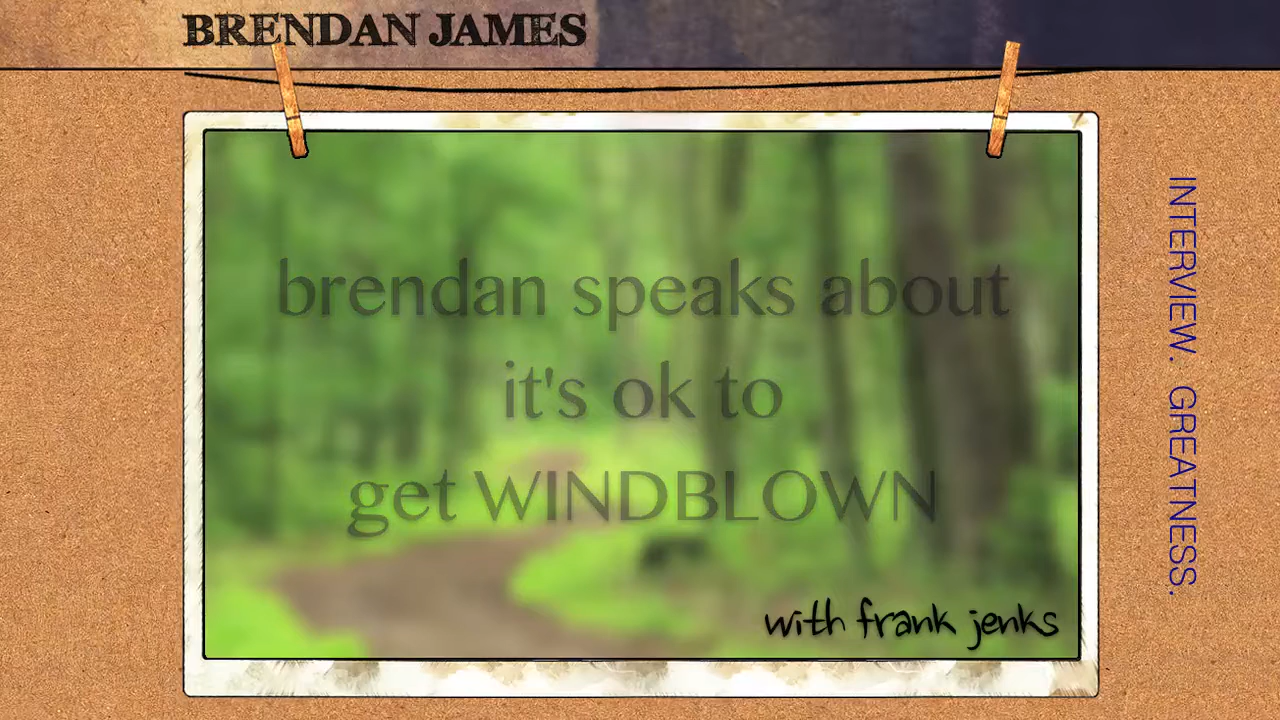 BRENDAN JAMES
brendan speaks about
it's ok to
get WINDBLOWN
with frank jenks
INTERVIEW. GREATNESS.